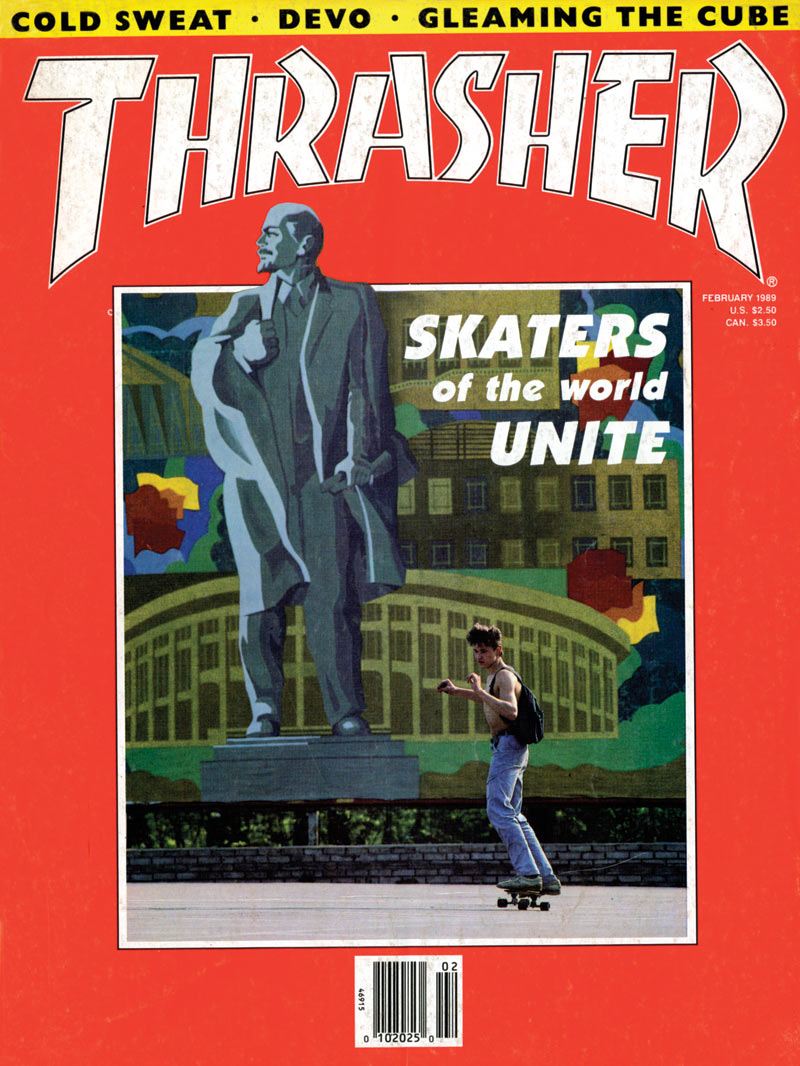 COLD SWEAT · DEVO · GLEAMING THE CUBE
THRASHER
®
FEBRUARY 1989
U.S. $2.50
CAN. $3.50
SKATERS
of the world
UNITE
02
46915
0 102025 0